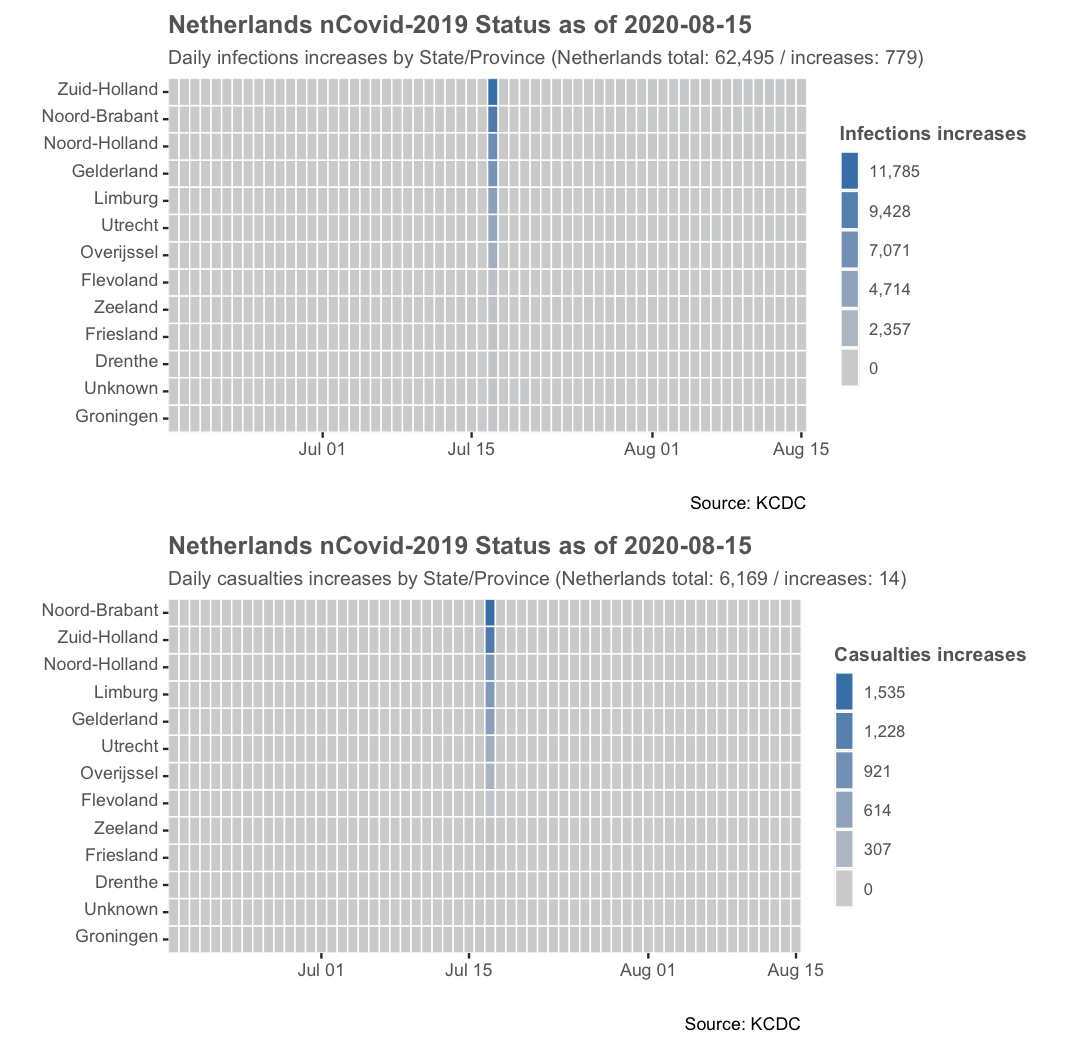 Netherlands nCovid-2019 Status as of 2020-08-15
Daily infections increases by State/Province (Netherlands total: 62,495 / increases: 779)
Zuid-Holland
Noord-Brabant
Noord-Holland
Gelderland
Limburg
Utrecht
Overijssel
Flevoland
Zeeland
Friesland
Drenthe
Unknown
Groningen
Jul 01
Jul 15
Aug 01
Aug 15
Infections increases
11,785
9,428
7,071
4,714
2,357
0
Source: KCDC
Netherlands nCovid-2019 Status as of 2020-08-15
Daily casualties increases by State/Province (Netherlands total: 6,169 / increases: 14)
Noord-Brabant
Zuid-Holland
Noord-Holland
Limburg
Gelderland
Utrecht
Overijssel
Flevoland
Zeeland
Friesland
Drenthe
Unknown
Groningen
Jul 01
Jul 15
Aug 01
Aug 15
Casualties increases
1,535
1,228
921
614
307
0
Source: KCDC